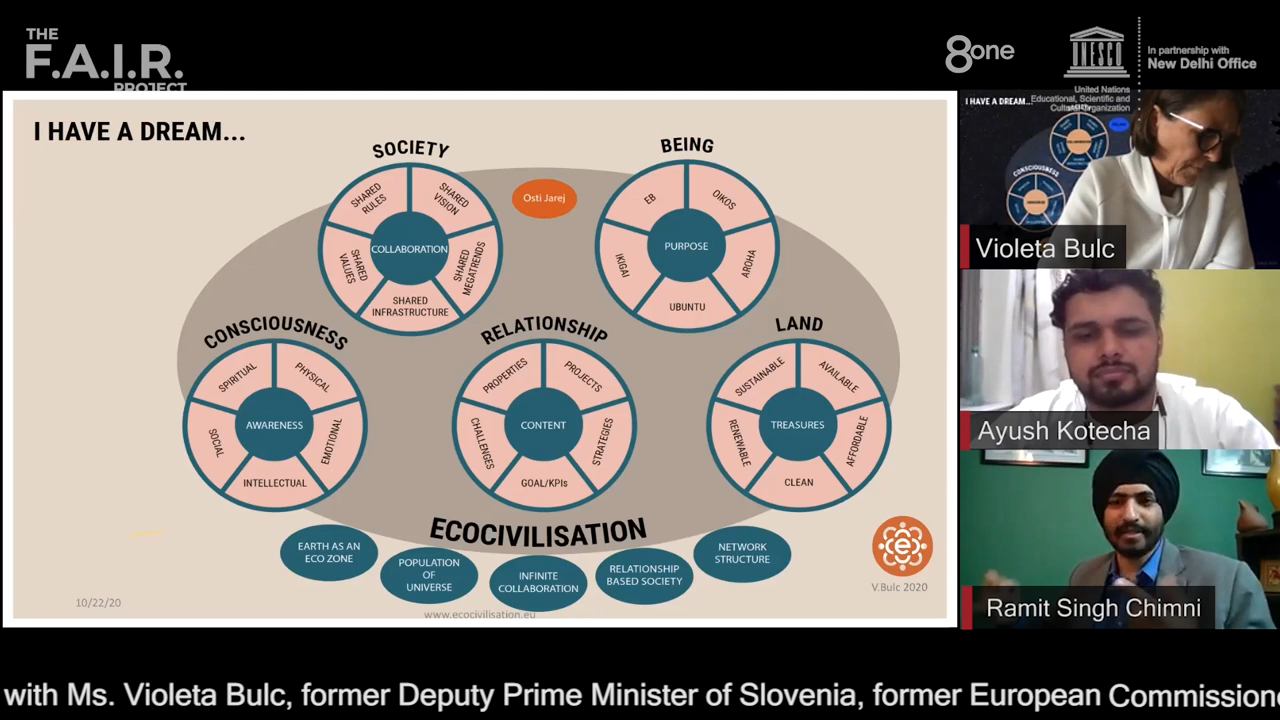 THE
F.A.I.R.
PROJECT
8one
UNESCO
In partnership with
New Delhi Office
United Nations
Educational, Scientific and
Cultural Organization
I HAVE A DREAM...
SOCIETY
SHARED RULES
SHARED VISION
SHARED VALUES
COLLABORATION
SHARED MEGATRENDS
SHARED INFRASTRUCTURE
Osti Jarej
BEING
EB
OIKOS
IKIGAI
PURPOSE
AROHA
UBUNTU
CONSCIOUSNESS
SPIRITUAL
PHYSICAL
SOCIAL
AWARENESS
EMOTIONAL
INTELLECTUAL
RELATIONSHIP
PROPERTIES
PROJECTS
CHALLENGES
CONTENT
STRATEGIES
GOAL/KPIs
LAND
SUSTAINABLE
AVAILABLE
RENEWABLE
TREASURES
AFFORDABLE
CLEAN
ECOCIVILISATION
EARTH AS AN
ECO ZONE
POPULATION
OF
UNIVERSE
INFINITE
COLLABORATION
RELATIONSHIP
BASED SOCIETY
NETWORK
STRUCTURE
e
V.Bulc 2020
10/22/20
www.ecocivilisation.eu
I HAVE A DREAM...
CONSCIOUSNESS
Violeta Bulc
Ayush Kotecha
Ramit Singh Chimni
with Ms. Violeta Bulc, former Deputy Prime Minister of Slovenia, former European Commissione